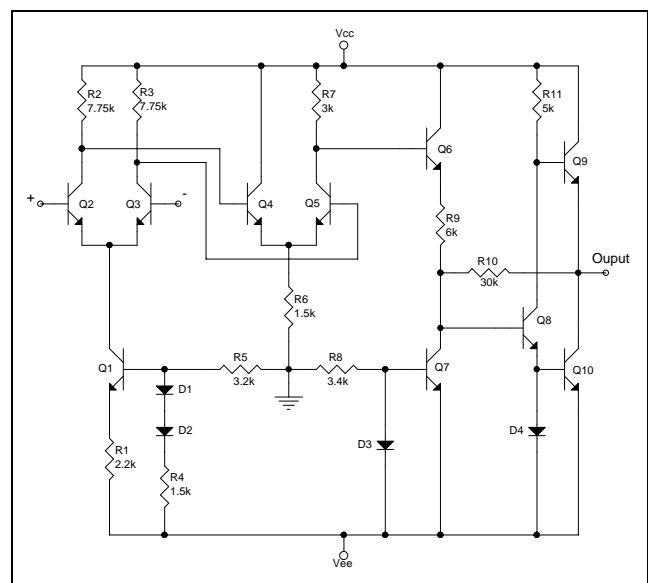 Vcc
R2
7.75k
R3
7.75k
R7
3k
R11
5k
Q6
Q9
+
Q2
Q3
-
Q4
Q5
R9
6k
R10
30k
Ouput
R6
1.5k
Q8
Q1
R5
3.2k
R8
3.4k
Q7
Q10
D1
D2
D3
D4
R1
2.2k
R4
1.5k
Vee